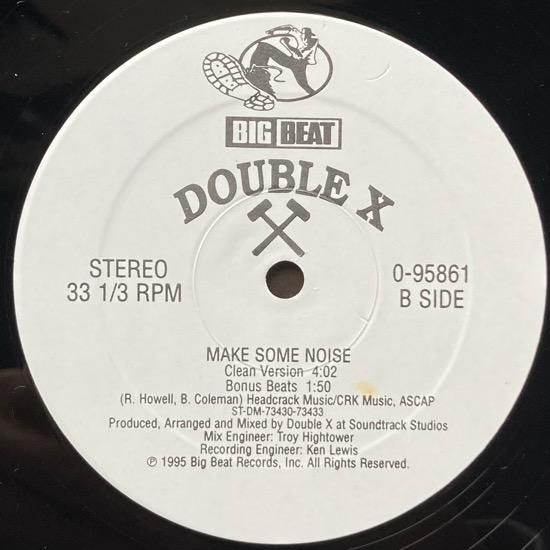 BIG BEAT
DOUBLE X
STEREO
33 1/3 RPM
0-95861
B SIDE
MAKE SOME NOISE
Clean Version 4:02
Bonus Beats 1:50
(R. Howell, B. Coleman) Headcrack Music/CRK Music, ASCAP
ST-DM-73430-73433
Produced, Arranged and Mixed by Double X at Soundtrack Studios
Mix Engineer: Troy Hightower
Recording Engineer: Ken Lewis
℗ 1995 Big Beat Records, Inc. All Rights Reserved.